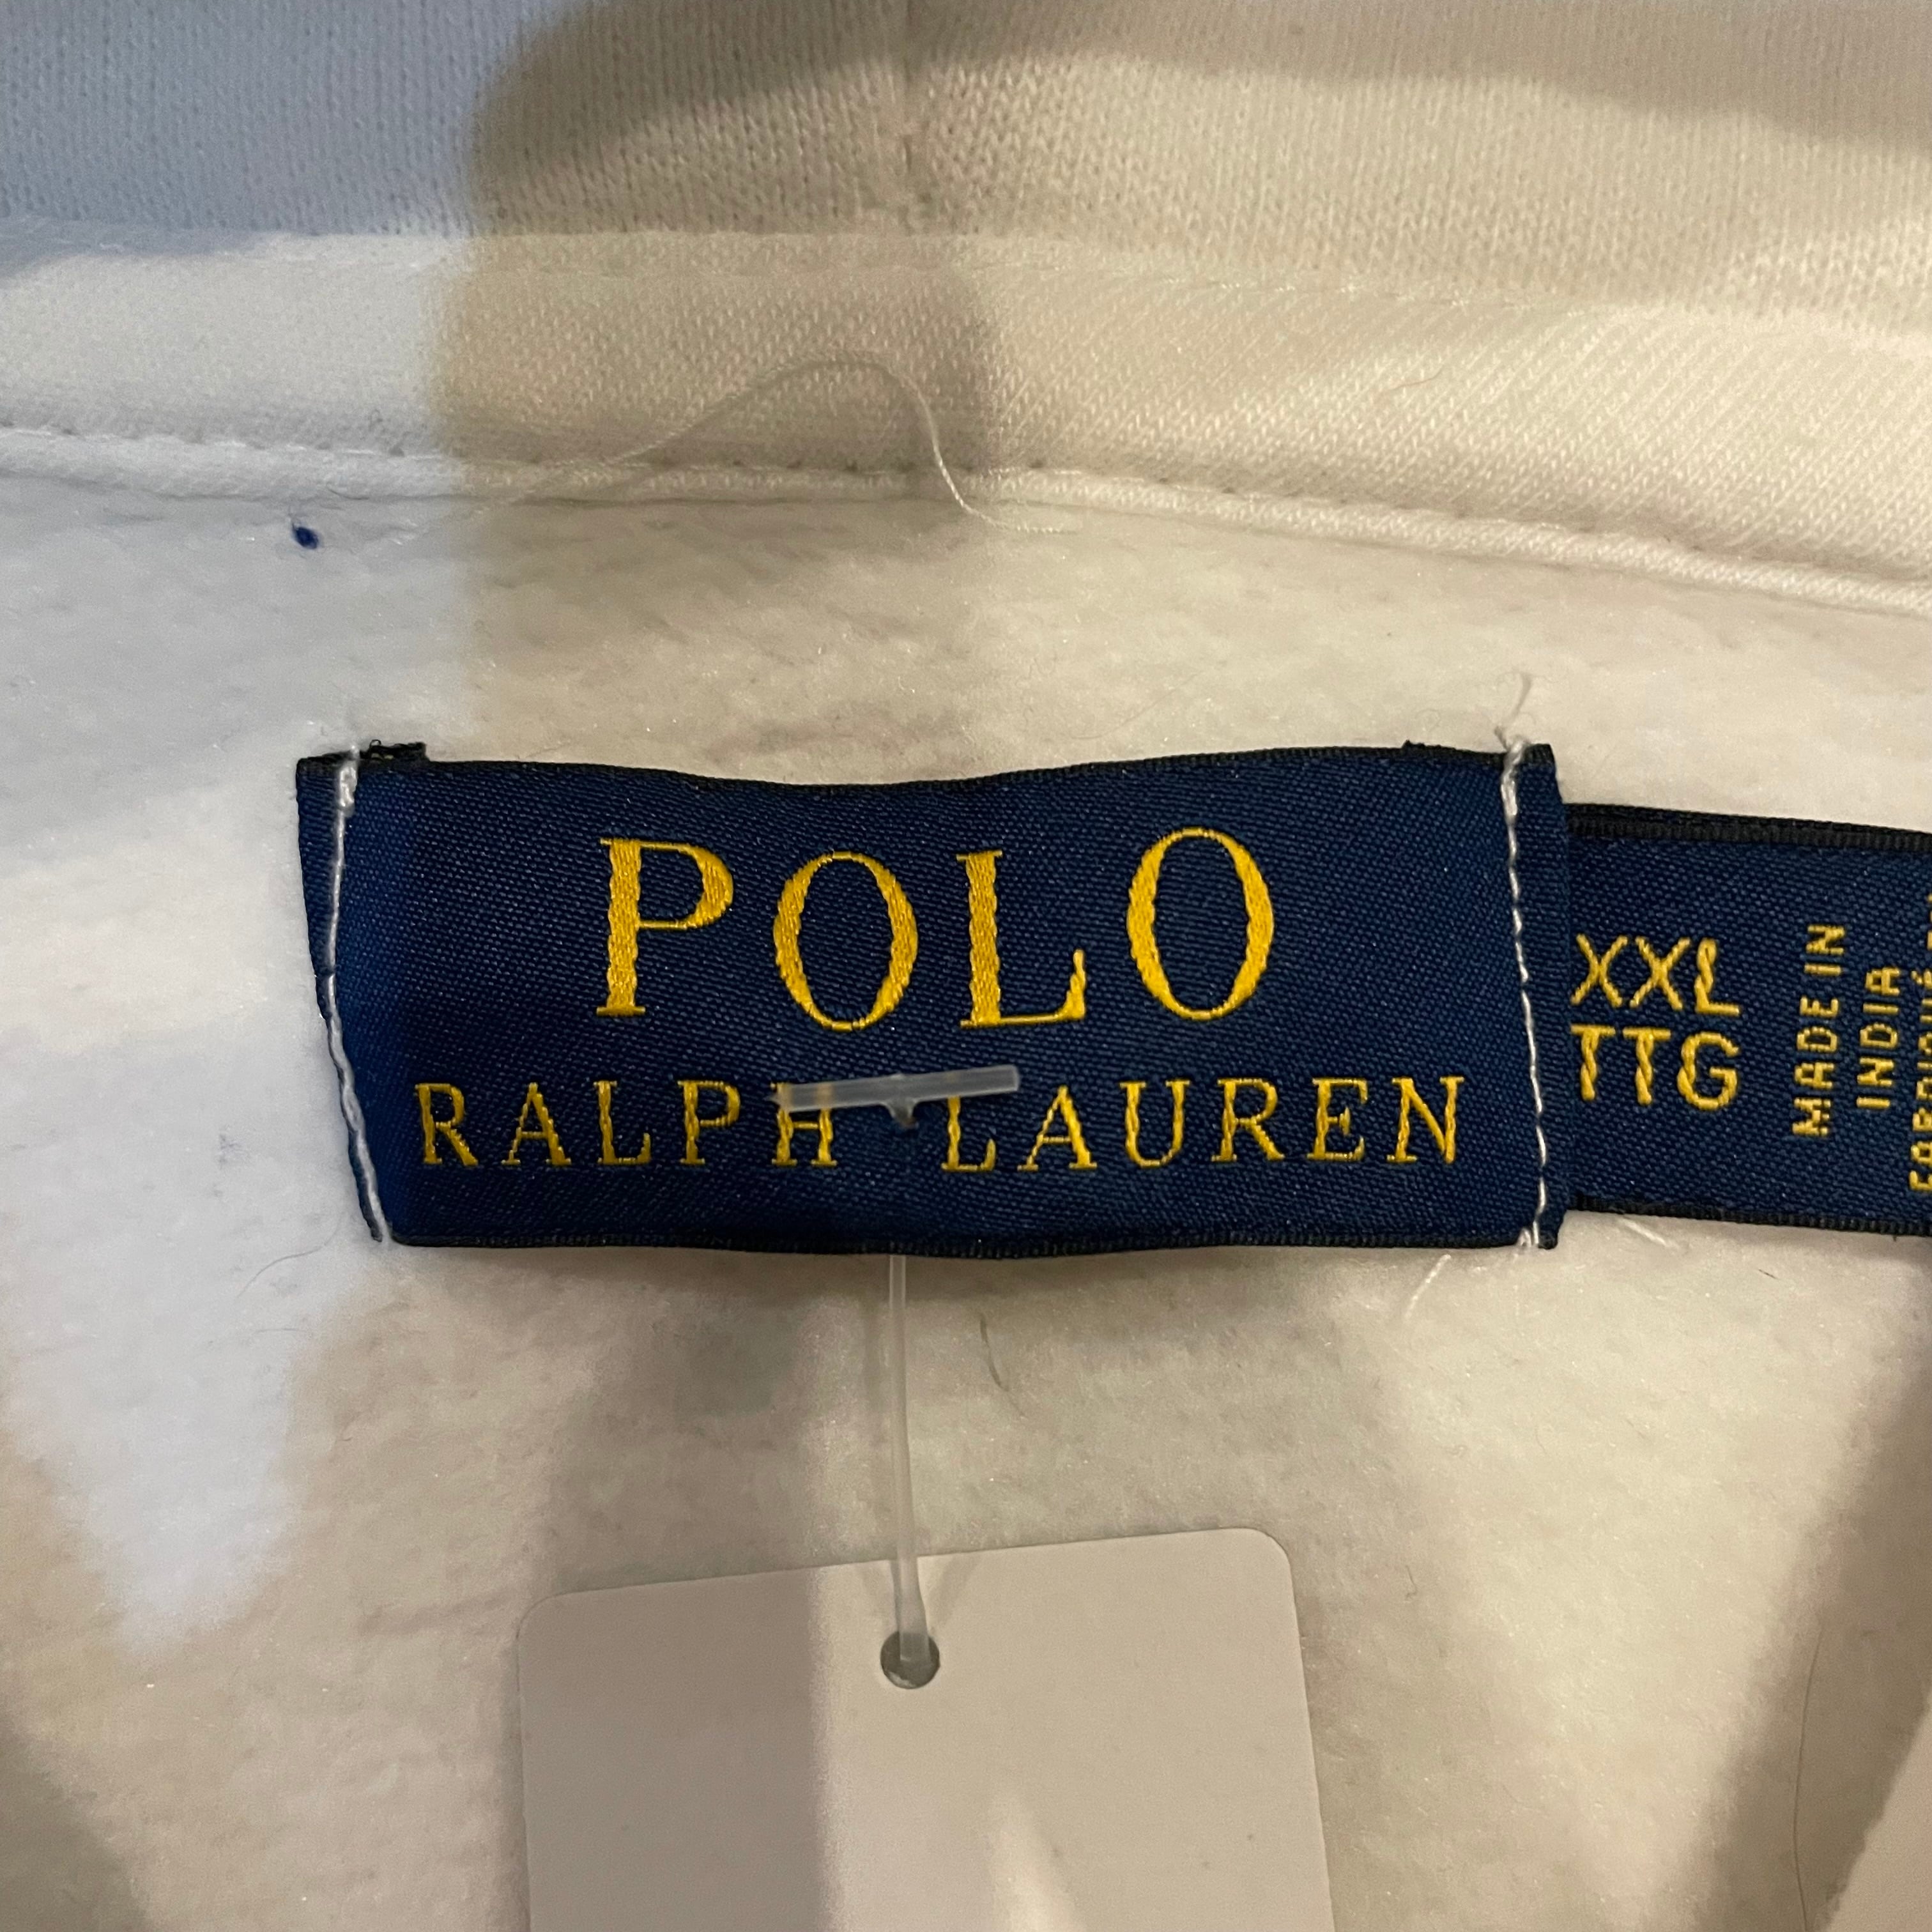 POLO
RALPH LAUREN
XXL
TTG
MADE IN
INDIA